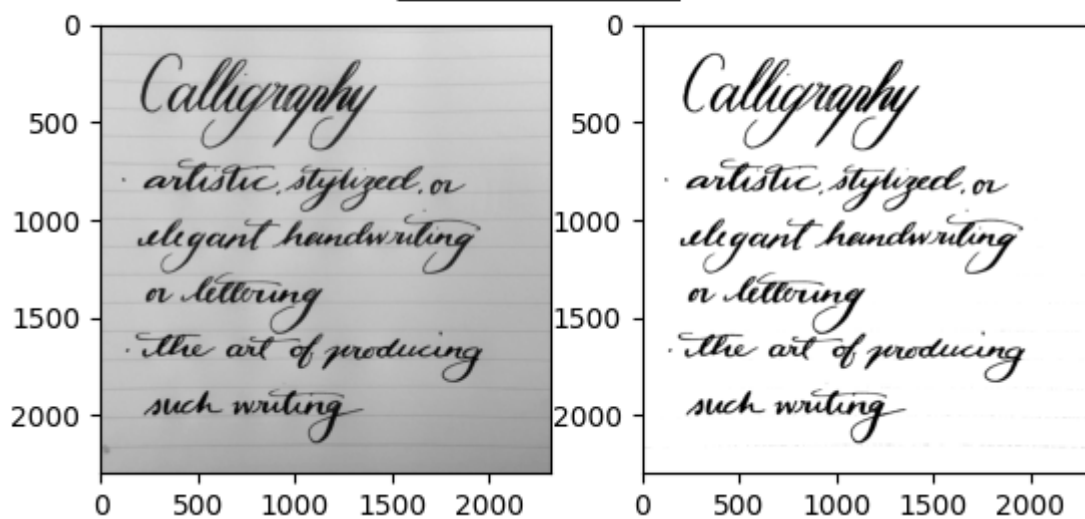 0
500
1000
1500
2000
0 500 1000 1500 2000
Calligraphy
· artistic, stylized, or
elegant handwriting
or lettering
· the art of producing
such writing
0
500
1000
1500
2000
0 500 1000 1500 2000
Calligraphy
· artistic, stylized, or
elegant handwriting
or lettering
· the art of producing
such writing